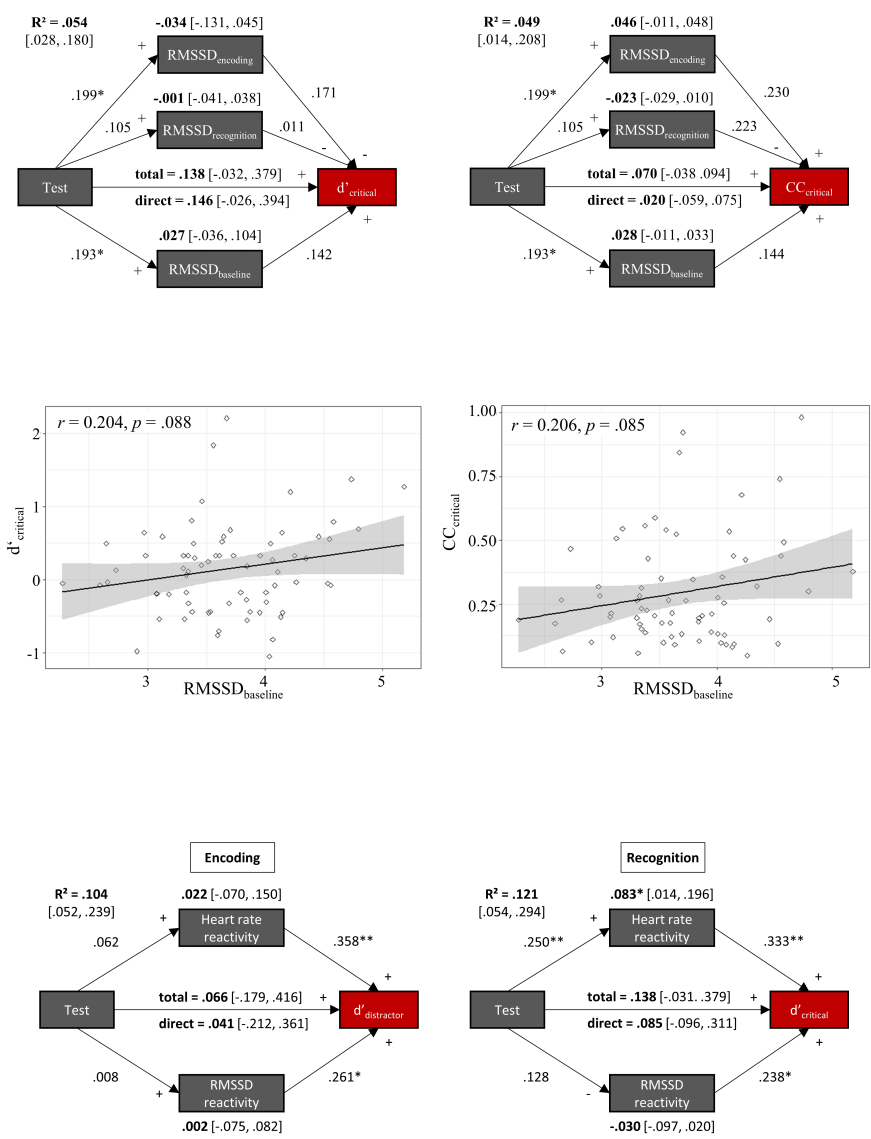 R² = .054
[.028, .180]
-.034 [-.131, .045]
+
RMSSDencoding
.199*
.171
-.001 [-.041, .038]
+
.105
RMSSDrecognition
.011
-
-
Test
total = .138 [-.032, .379]
+
direct = .146 [-.026, .394]
d'critical
+
.027 [-.036, .104]
.193*
RMSSDbaseline
.142
+
R² = .049
[.014, .208]
.046 [-.011, .048]
+
RMSSDencoding
.199*
.230
-.023 [-.029, .010]
+
.105
RMSSDrecognition
.223
-
+
Test
total = .070 [-.038 .094]
+
direct = .020 [-.059, .075]
CCcritical
+
.028 [-.011, .033]
.193*
RMSSDbaseline
.144
+
r = 0.204, p = .088
2
1
0
-1
d‘critical
3
4
5
RMSSDbaseline
r = 0.206, p = .085
1.00
0.75
0.50
0.25
CCcritical
3
4
5
RMSSDbaseline
Encoding
R² = .104
[.052, .239]
.022 [-.070, .150]
+
Heart rate
reactivity
.062
.358**
+
Test
total = .066 [-.179, .416]
+
direct = .041 [-.212, .361]
d'distractor
+
.008
+
RMSSD
reactivity
.261*
.002 [-.075, .082]
Recognition
R² = .121
[.054, .294]
.083* [.014, .196]
+
Heart rate
reactivity
.250**
.333**
+
Test
total = .138 [-.031. .379]
+
direct = .085 [-.096, .311]
d'critical
+
.128
-
RMSSD
reactivity
.238*
-.030 [-.097, .020]